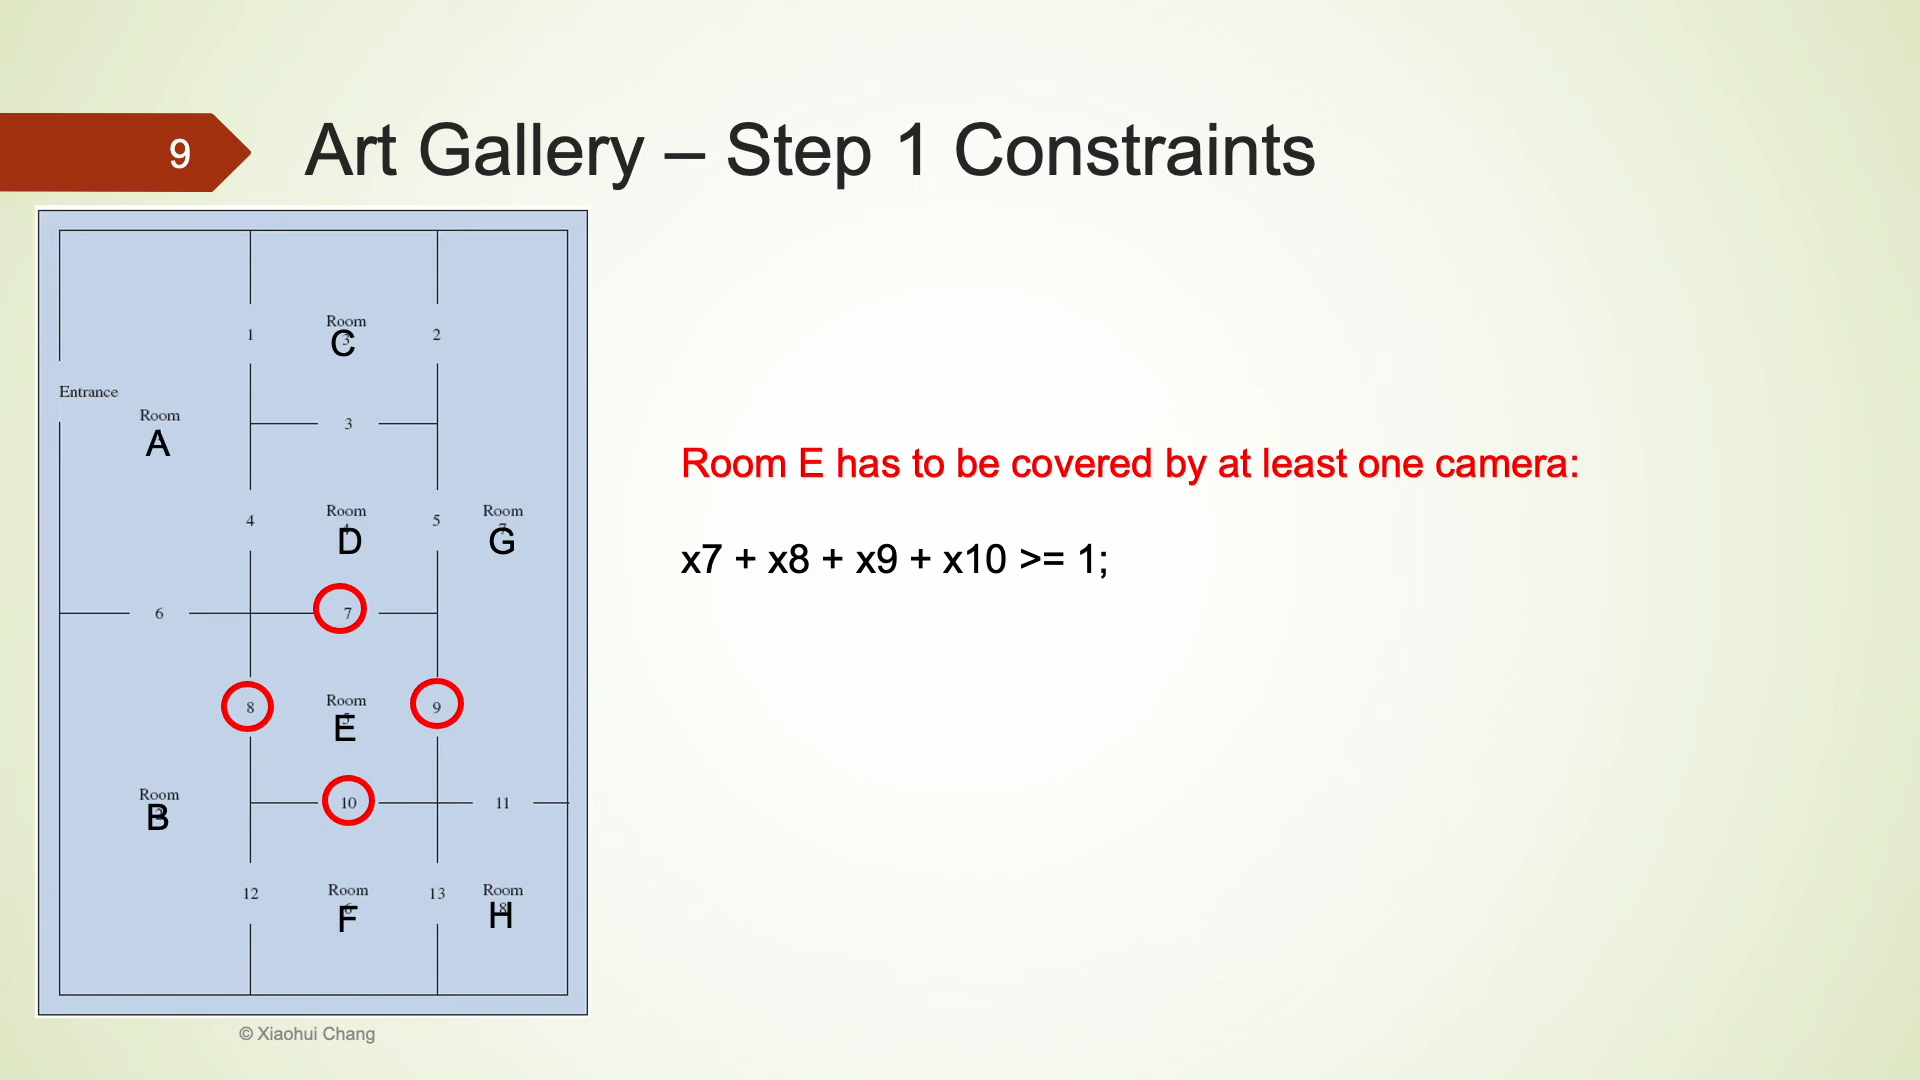 9
Art Gallery – Step 1 Constraints
1
Room
C
2
Entrance
Room
A
3
4
Room
D
5
Room
G
6
7
8
Room
E
9
Room
B
10
11
12
Room
F
13
Room
H
Room E has to be covered by at least one camera:
x7 + x8 + x9 + x10 >= 1;
© Xiaohui Chang